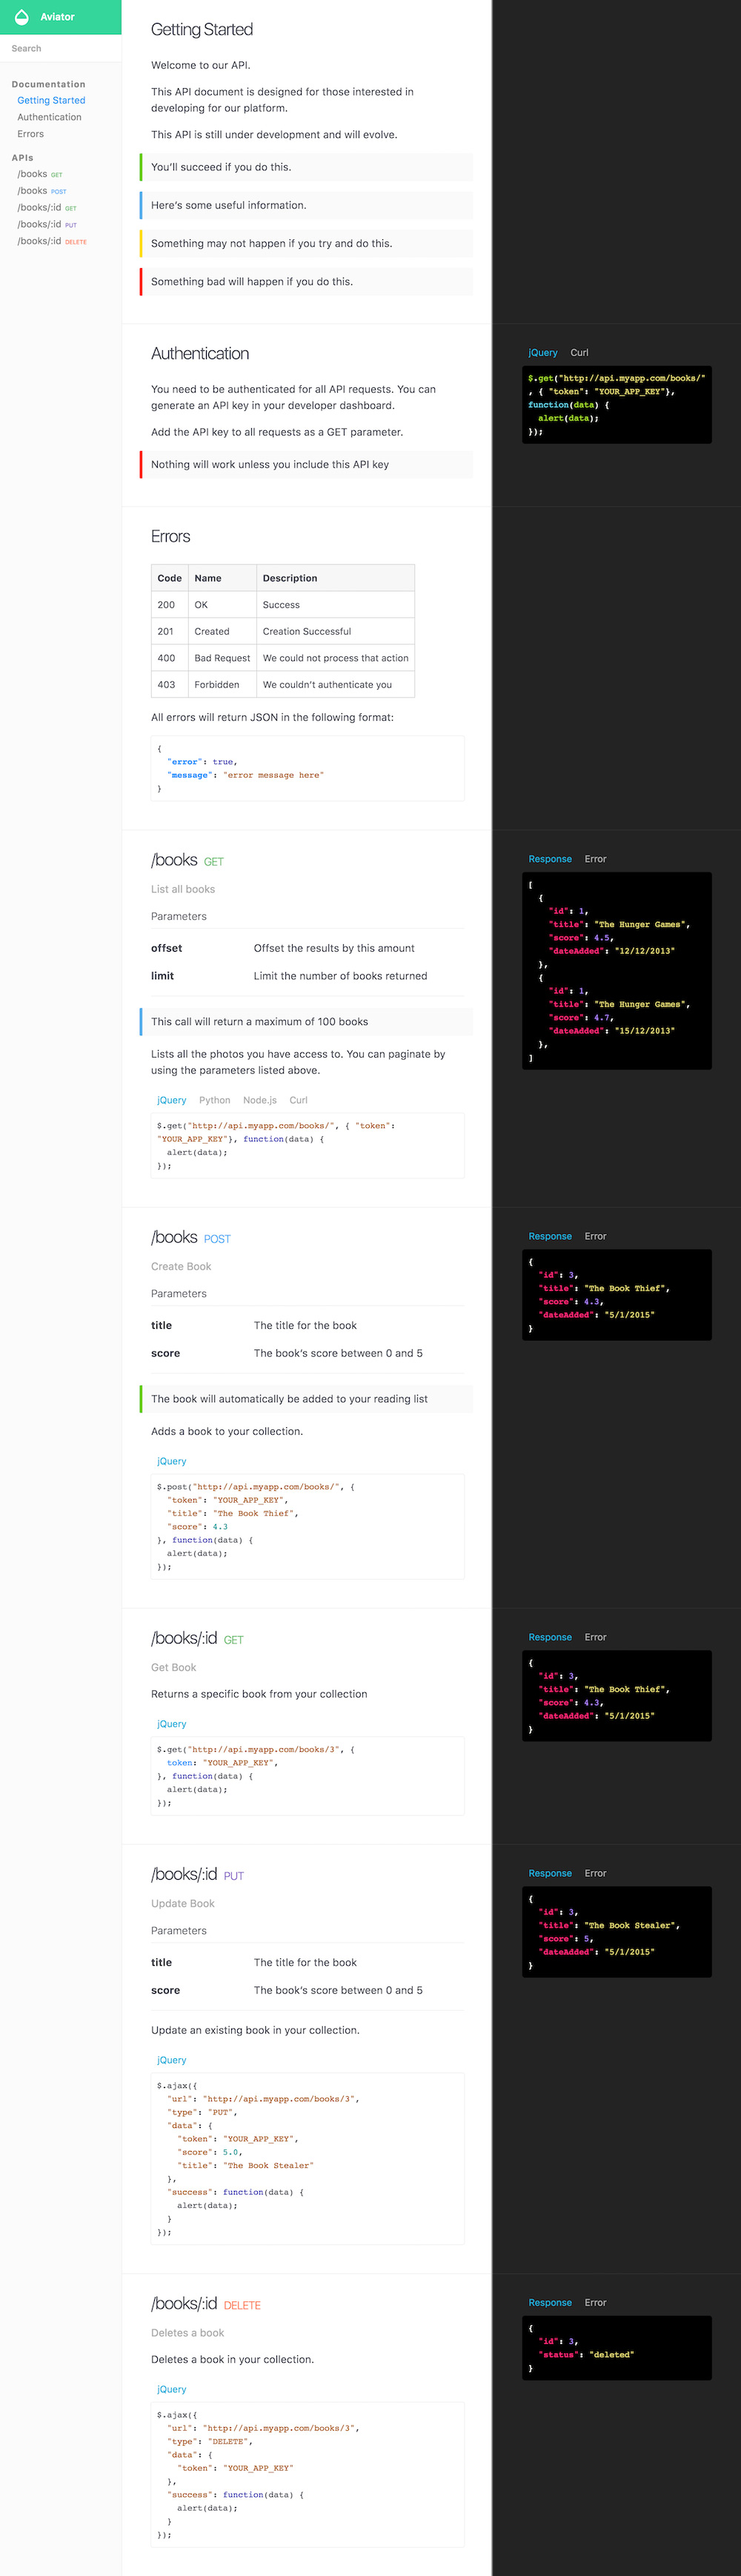 Aviator
Search
Documentation
Getting Started
Authentication
Errors
APIs
/books GET
/books POST
/books/:id GET
/books/:id PUT
/books/:id DELETE
Getting Started
Welcome to our API.
This API document is designed for those interested in
developing for our platform.
This API is still under development and will evolve.
You'll succeed if you do this.
Here's some useful information.
Something may not happen if you try and do this.
Something bad will happen if you do this.
Authentication
You need to be authenticated for all API requests. You can
generate an API key in your developer dashboard.
Add the API key to all requests as a GET parameter.
Nothing will work unless you include this API key
jQuery Curl
$.get("http://api.myapp.com/books/"
, { "token": "YOUR_APP_KEY"},
function(data) {
  alert(data);
});
Errors
Code Name Description
200 OK Success
201 Created Creation Successful
400 Bad Request We could not process that action
403 Forbidden We couldn't authenticate you
All errors will return JSON in the following format:
{
  "error": true,
  "message": "error message here"
}
/books GET
List all books
Parameters
offset Offset the results by this amount
limit Limit the number of books returned
This call will return a maximum of 100 books
Lists all the photos you have access to. You can paginate by
using the parameters listed above.
jQuery Python Node.js Curl
$.get("http://api.myapp.com/books/", { "token":
"YOUR_APP_KEY"}, function(data) {
  alert(data);
});
Response Error
[
  {
    "id": 1,
    "title": "The Hunger Games",
    "score": 4.5,
    "dateAdded": "12/12/2013"
  },
  {
    "id": 1,
    "title": "The Hunger Games",
    "score": 4.7,
    "dateAdded": "15/12/2013"
  },
]
/books POST
Create Book
Parameters
title The title for the book
score The book's score between 0 and 5
The book will automatically be added to your reading list
Adds a book to your collection.
jQuery
$.post("http://api.myapp.com/books/", {
  "token": "YOUR_APP_KEY",
  "title": "The Book Thief",
  "score": 4.3
}, function(data) {
  alert(data);
});
Response Error
{
  "id": 3,
  "title": "The Book Thief",
  "score": 4.3,
  "dateAdded": "5/1/2015"
}
/books/:id GET
Get Book
Returns a specific book from your collection
jQuery
$.get("http://api.myapp.com/books/3", {
  token: "YOUR_APP_KEY",
}, function(data) {
  alert(data);
});
Response Error
{
  "id": 3,
  "title": "The Book Thief",
  "score": 4.3,
  "dateAdded": "5/1/2015"
}
/books/:id PUT
Update Book
Parameters
title The title for the book
score The book's score between 0 and 5
Update an existing book in your collection.
jQuery
$.ajax({
  "url": "http://api.myapp.com/books/3",
  "type": "PUT",
  "data": {
    "token": "YOUR_APP_KEY",
    "score": 5.0,
    "title": "The Book Stealer"
  },
  "success": function(data) {
    alert(data);
  }
});
Response Error
{
  "id": 3,
  "title": "The Book Stealer",
  "score": 5,
  "dateAdded": "5/1/2015"
}
/books/:id DELETE
Deletes a book
Deletes a book in your collection.
jQuery
$.ajax({
  "url": "http://api.myapp.com/books/3",
  "type": "DELETE",
  "data": {
    "token": "YOUR_APP_KEY"
  },
  "success": function(data) {
    alert(data);
  }
});
Response Error
{
  "id": 3,
  "status": "deleted"
}